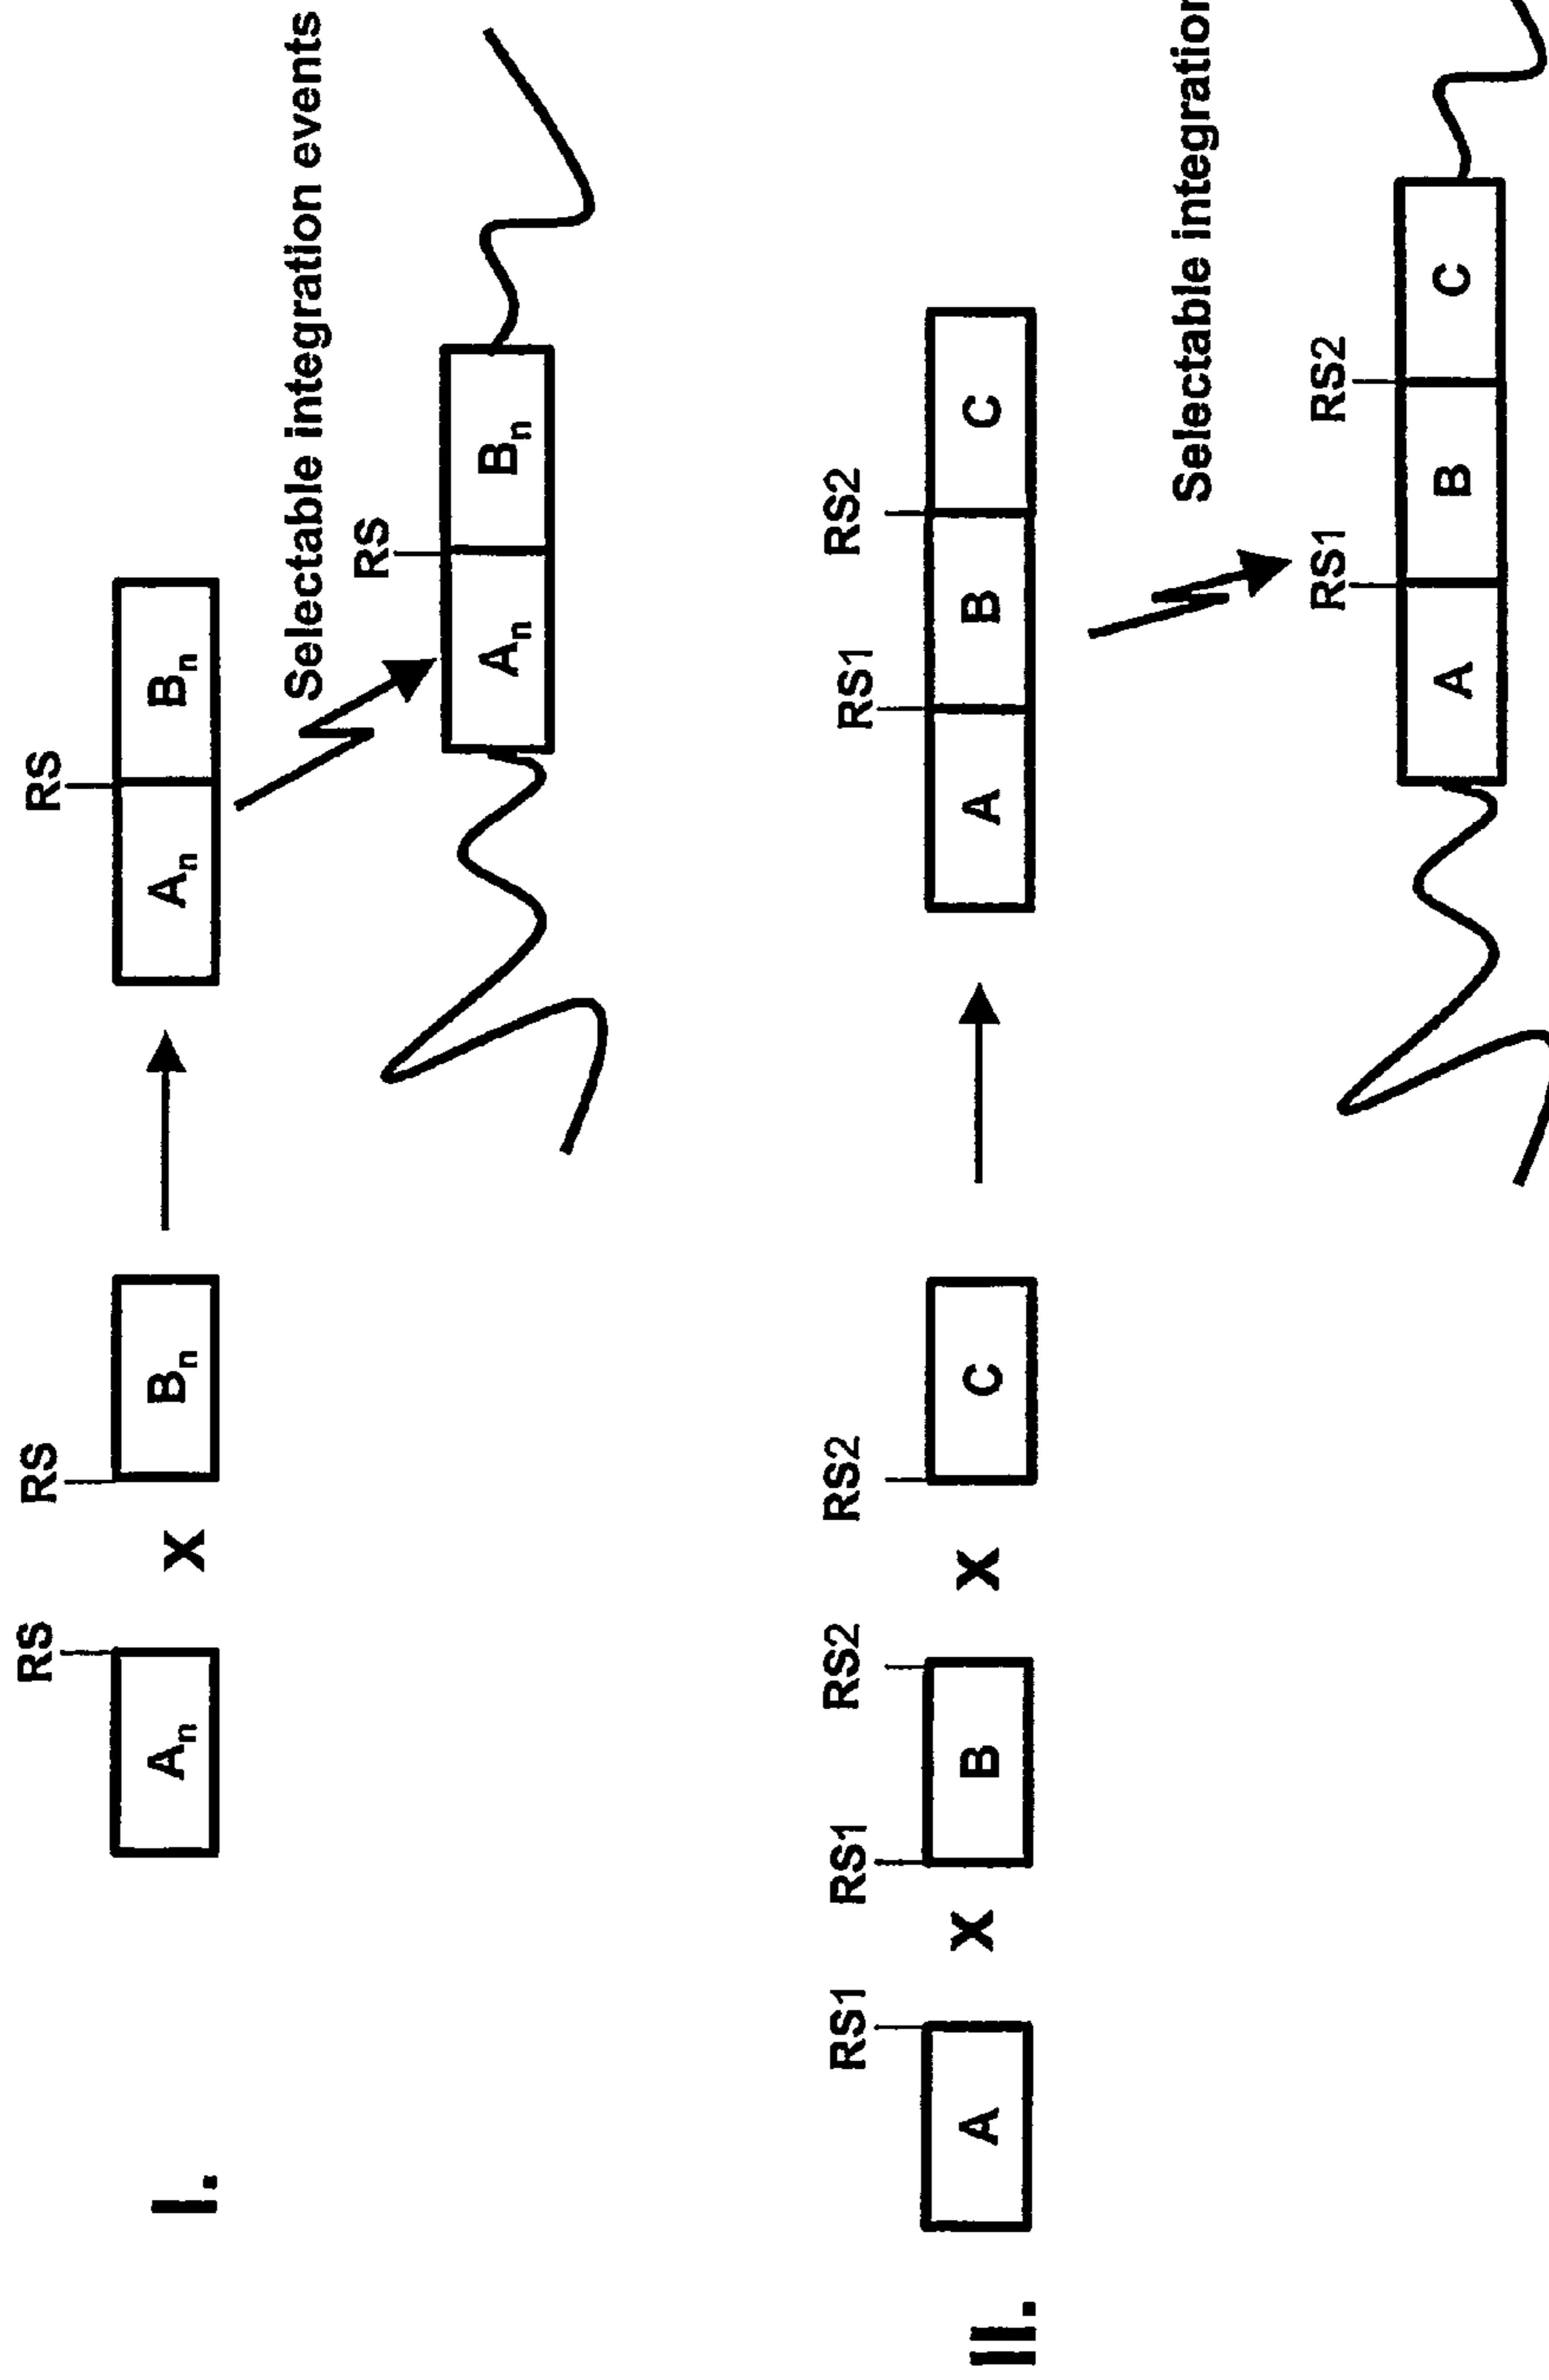 I.
RS RS RS
Aₙ X Bₙ Aₙ Bₙ
Selectable integration events
RS
Aₙ Bₙ
II.
RS1 RS1 RS2 RS2 RS1 RS2
A X B X C A B C
Selectable integration
RS1 RS2
A B C